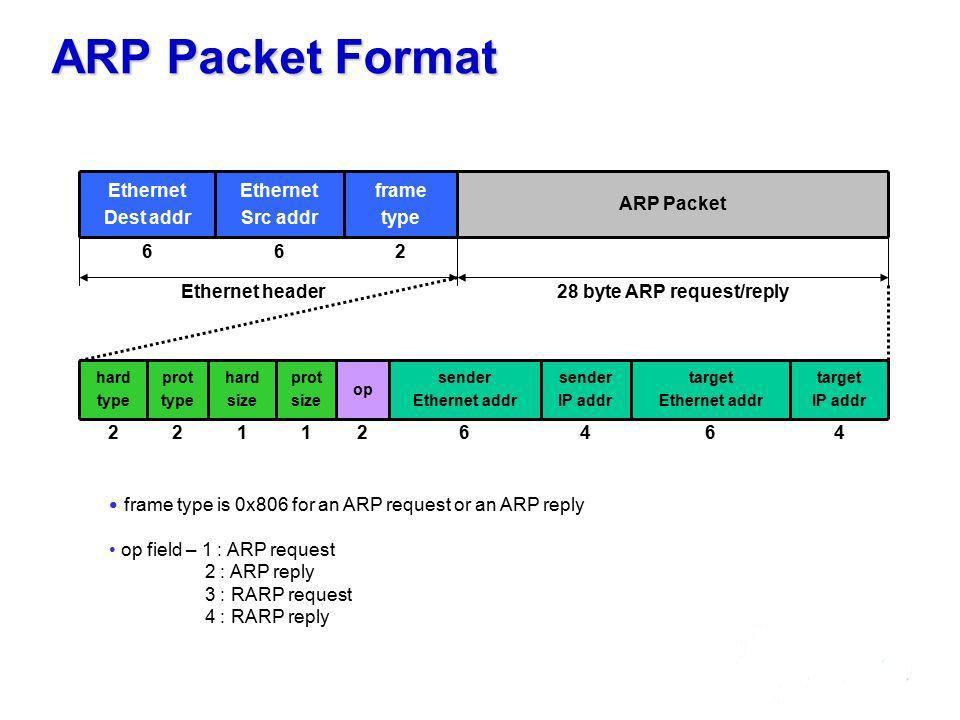 ARP Packet Format
Ethernet Dest addr
Ethernet Src addr
frame type
ARP Packet
6 6 2
Ethernet header
28 byte ARP request/reply
hard type
prot type
hard size
prot size
op
sender Ethernet addr
sender IP addr
target Ethernet addr
target IP addr
2 2 1 1 2 6 4 6 4
• frame type is 0x806 for an ARP request or an ARP reply
• op field – 1 : ARP request
2 : ARP reply
3 : RARP request
4 : RARP reply